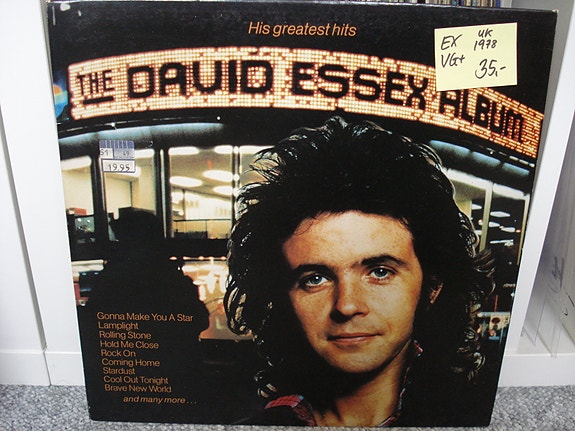 His greatest hits
EX UK
1978
VG+ 35,-
THE DAVID ESSEX ALBUM
19.95
Gonna Make You A Star
Lamplight
Rolling Stone
Hold Me Close
Rock On
Coming Home
Stardust
Cool Out Tonight
Brave New World
and many more...